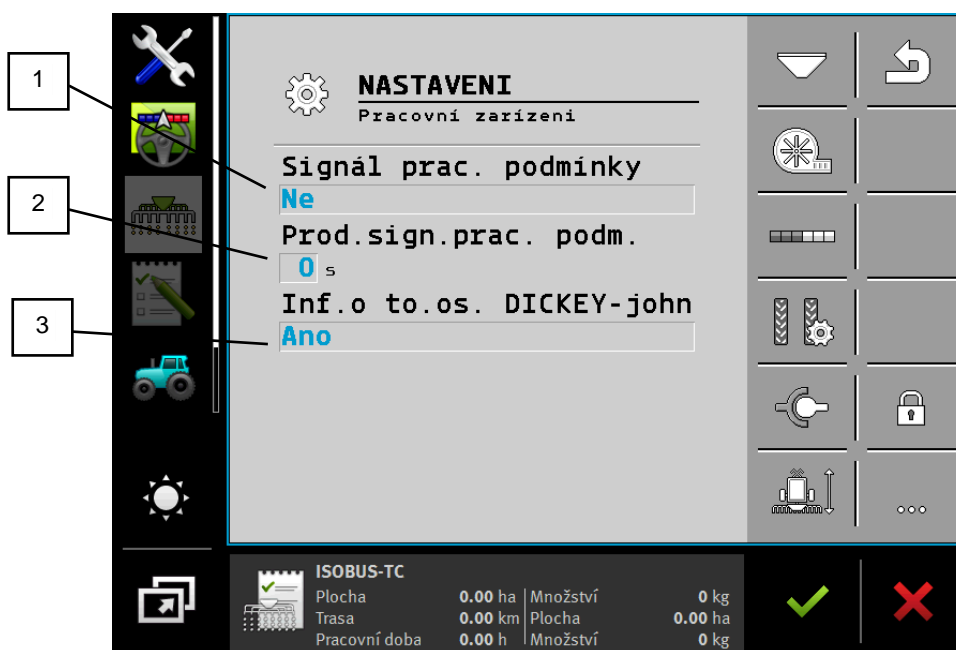 1
2
3
NASTAVENI
Pracovní zarízeni
Signál prac. podmínky
Ne
Prod.sign.prac. podm.
0 s
Inf.o to.os. DICKEY-john
Ano
ISOBUS-TC
Plocha 0.00 ha Množství 0 kg
Trasa 0.00 km Plocha 0.00 ha
Pracovní doba 0.00 h Množství 0 kg